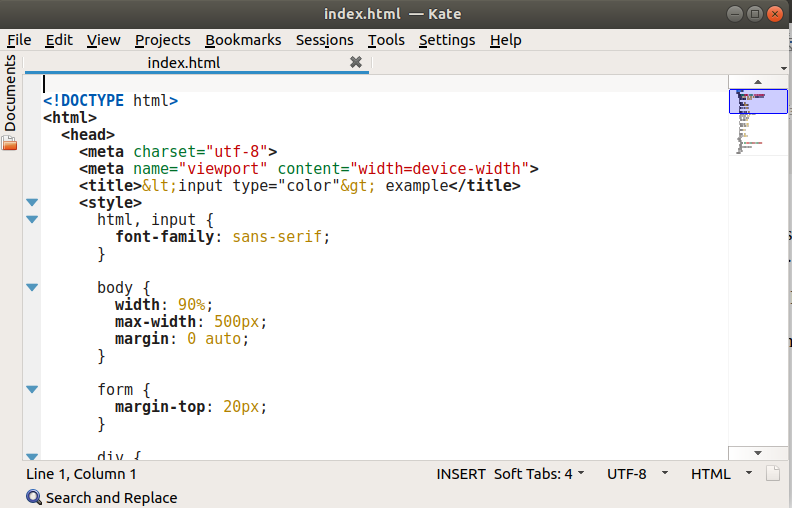 index.html — Kate
File Edit View Projects Bookmarks Sessions Tools Settings Help
Documents
index.html
<!DOCTYPE html>
<html>
  <head>
    <meta charset="utf-8">
    <meta name="viewport" content="width=device-width">
    <title>&lt;input type="color"&gt; example</title>
    <style>
      html, input {
        font-family: sans-serif;
      }

      body {
        width: 90%;
        max-width: 500px;
        margin: 0 auto;
      }

      form {
        margin-top: 20px;
      }

      div {
Line 1, Column 1 INSERT Soft Tabs: 4 UTF-8 HTML
Search and Replace